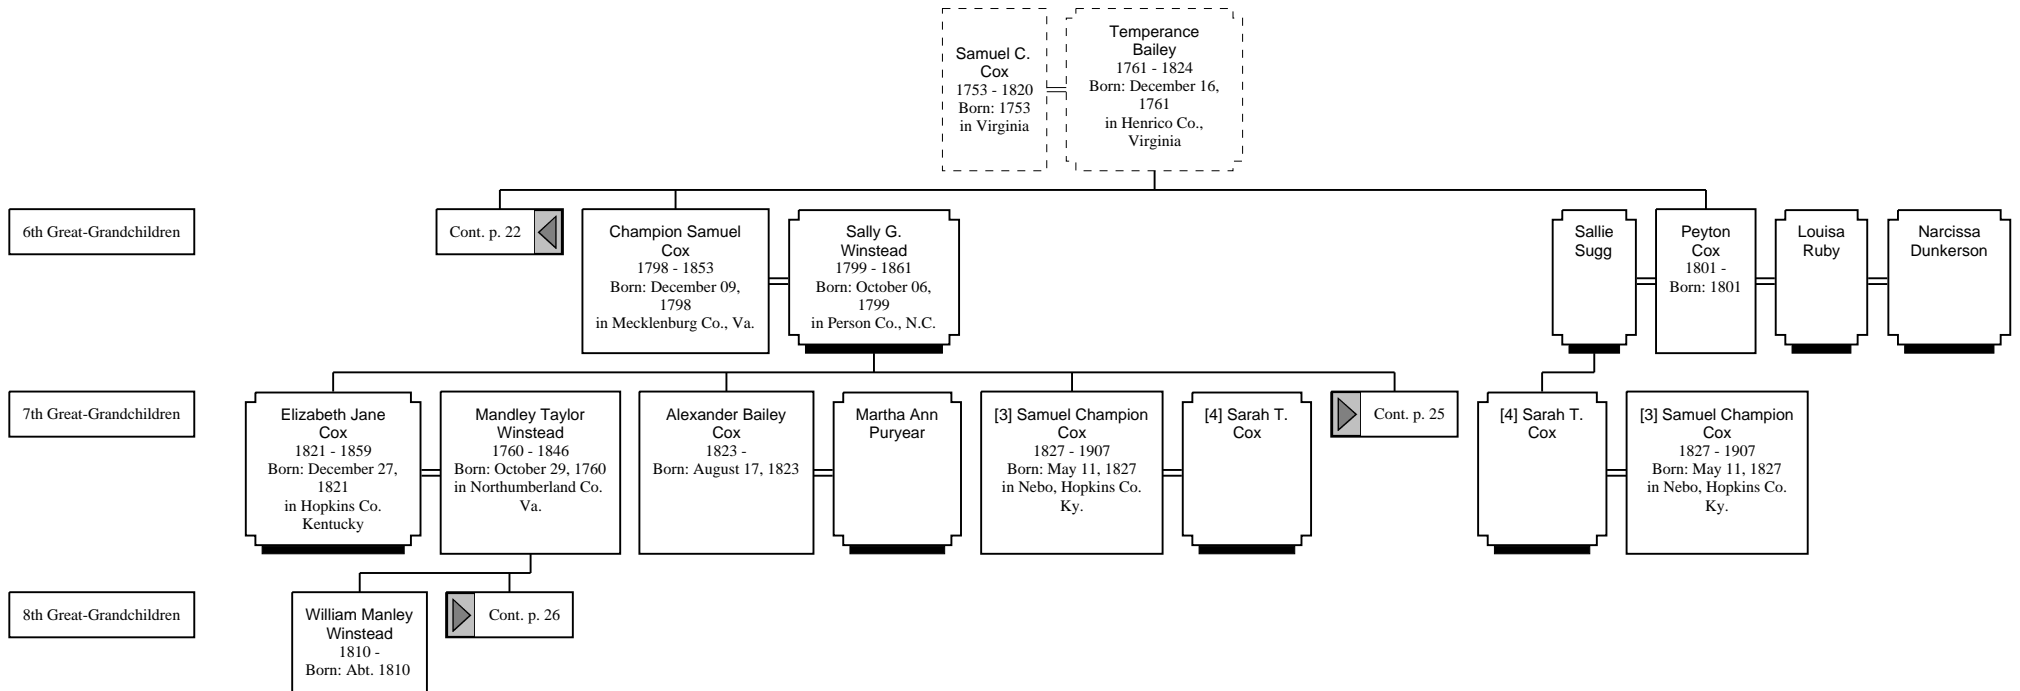 Samuel C.
Cox
1753 - 1820
Born: 1753
in Virginia
Temperance
Bailey
1761 - 1824
Born: December 16,
1761
in Henrico Co.,
Virginia
6th Great-Grandchildren
Cont. p. 22
Champion Samuel
Cox
1798 - 1853
Born: December 09,
1798
in Mecklenburg Co., Va.
Sally G.
Winstead
1799 - 1861
Born: October 06,
1799
in Person Co., N.C.
Sallie
Sugg
Peyton
Cox
1801 -
Born: 1801
Louisa
Ruby
Narcissa
Dunkerson
7th Great-Grandchildren
Elizabeth Jane
Cox
1821 - 1859
Born: December 27,
1821
in Hopkins Co.
Kentucky
Mandley Taylor
Winstead
1760 - 1846
Born: October 29, 1760
in Northumberland Co.
Va.
Alexander Bailey
Cox
1823 -
Born: August 17, 1823
Martha Ann
Puryear
[3] Samuel Champion
Cox
1827 - 1907
Born: May 11, 1827
in Nebo, Hopkins Co.
Ky.
[4] Sarah T.
Cox
Cont. p. 25
[4] Sarah T.
Cox
[3] Samuel Champion
Cox
1827 - 1907
Born: May 11, 1827
in Nebo, Hopkins Co.
Ky.
8th Great-Grandchildren
William Manley
Winstead
1810 -
Born: Abt. 1810
Cont. p. 26